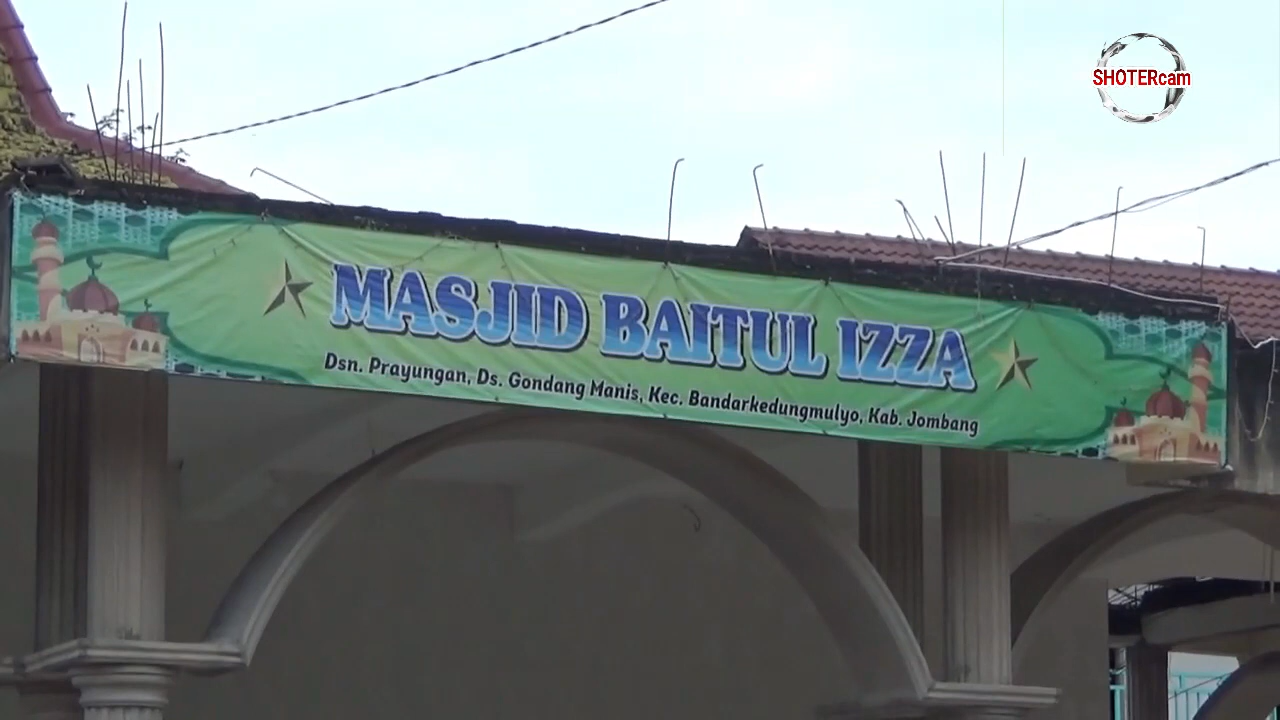 SHOTERcam
MASJID BAITUL IZZA
Dsn. Prayungan, Ds. Gondang Manis, Kec. Bandarkedungmulyo, Kab. Jombang